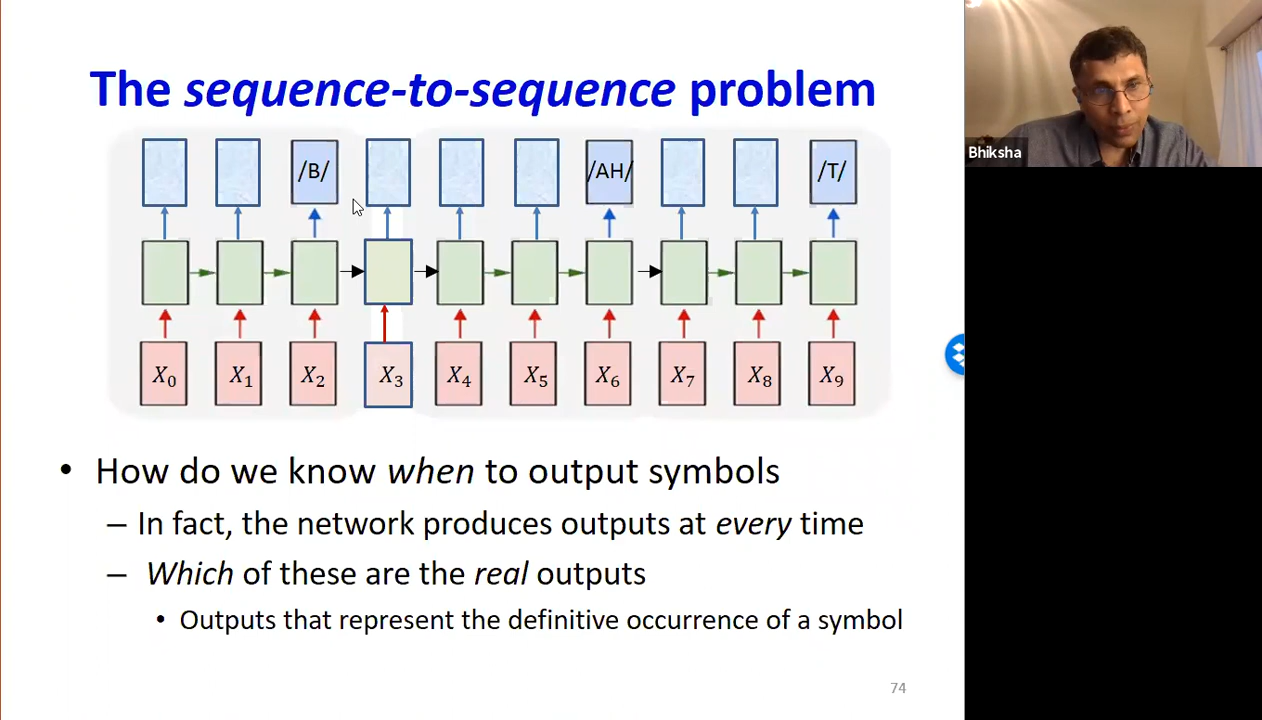 The sequence-to-sequence problem
Bhiksha
/B/ /AH/ /T/
X₀ X₁ X₂ X₃ X₄ X₅ X₆ X₇ X₈ X₉
• How do we know when to output symbols
– In fact, the network produces outputs at every time
– Which of these are the real outputs
• Outputs that represent the definitive occurrence of a symbol
74